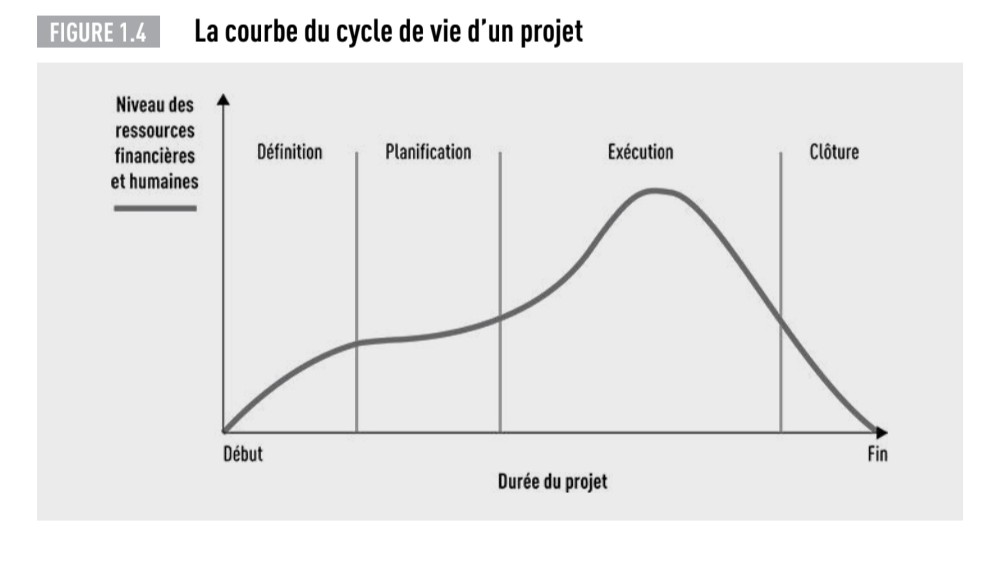 FIGURE 1.4 La courbe du cycle de vie d’un projet
Niveau des
ressources
financières
et humaines
Définition Planification Exécution Clôture
Début Fin
Durée du projet